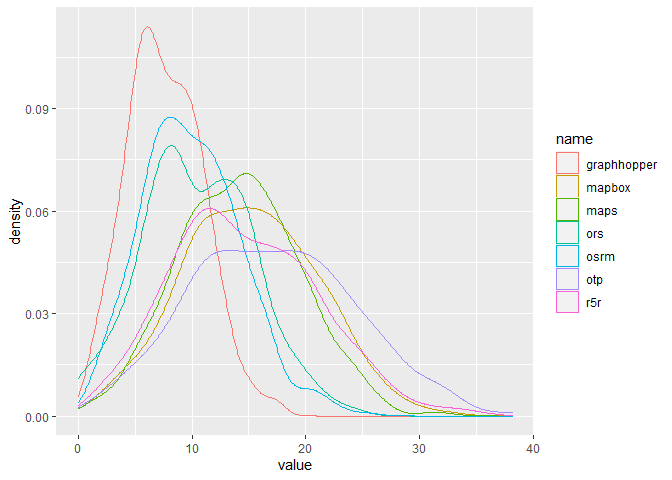 0.09
0.06
0.03
0.00
density
0
10
20
30
40
value
name
graphhopper
mapbox
maps
ors
osrm
otp
r5r